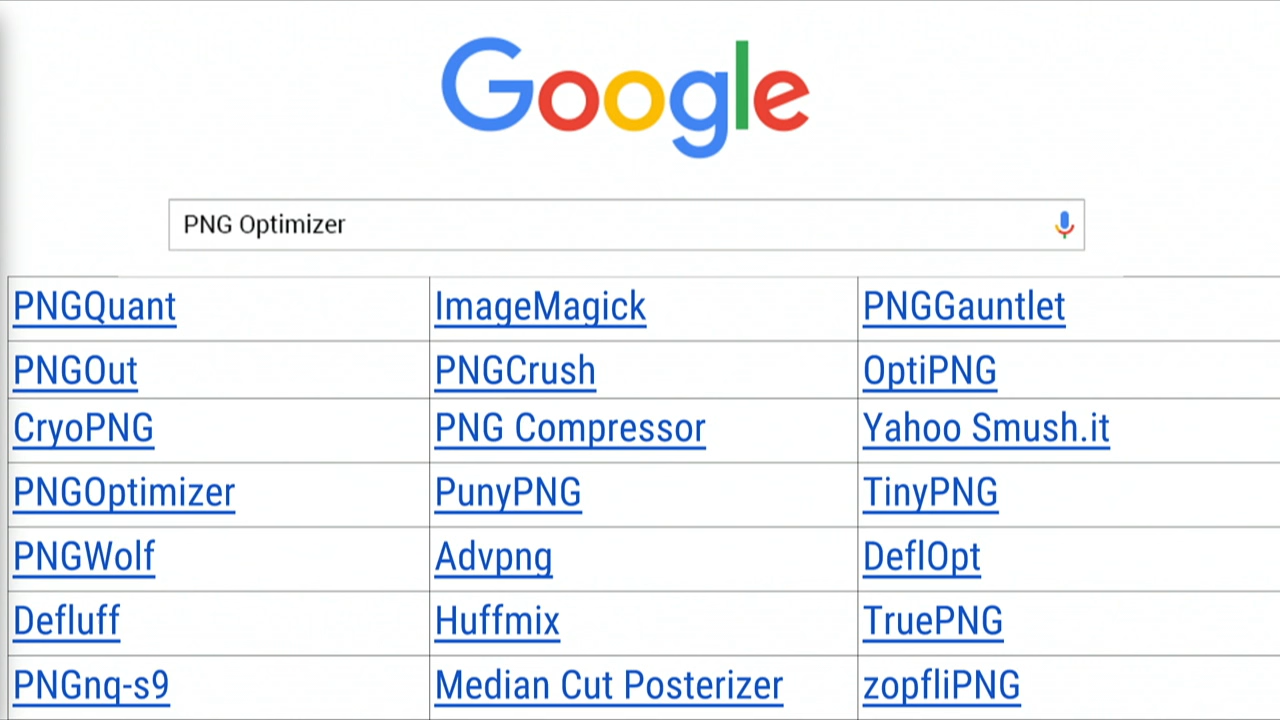 Google
PNG Optimizer
PNGQuant ImageMagick PNGGauntlet
PNGOut PNGCrush OptiPNG
CryoPNG PNG Compressor Yahoo Smush.it
PNGOptimizer PunyPNG TinyPNG
PNGWolf Advpng DeflOpt
Defluff Huffmix TruePNG
PNGnq-s9 Median Cut Posterizer zopfliPNG